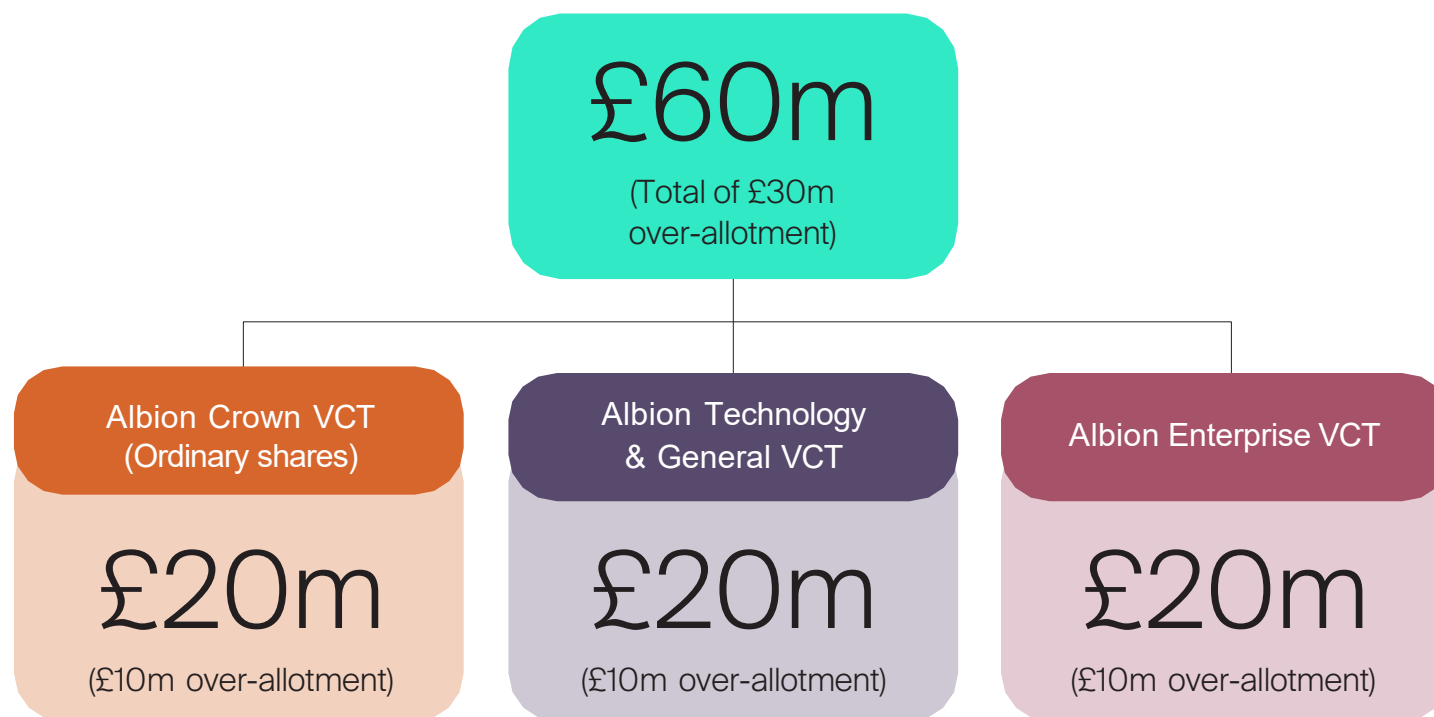 £60m
(Total of £30m
over-allotment)
Albion Crown VCT
(Ordinary shares)
£20m
(£10m over-allotment)
Albion Technology
& General VCT
£20m
(£10m over-allotment)
Albion Enterprise VCT
£20m
(£10m over-allotment)